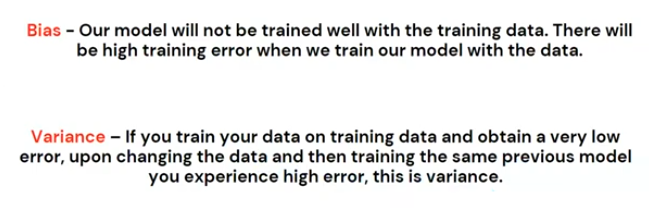 Bias – Our model will not be trained well with the training data. There will
be high training error when we train our model with the data.
Variance – If you train your data on training data and obtain a very low
error, upon changing the data and then training the same previous model
you experience high error, this is variance.